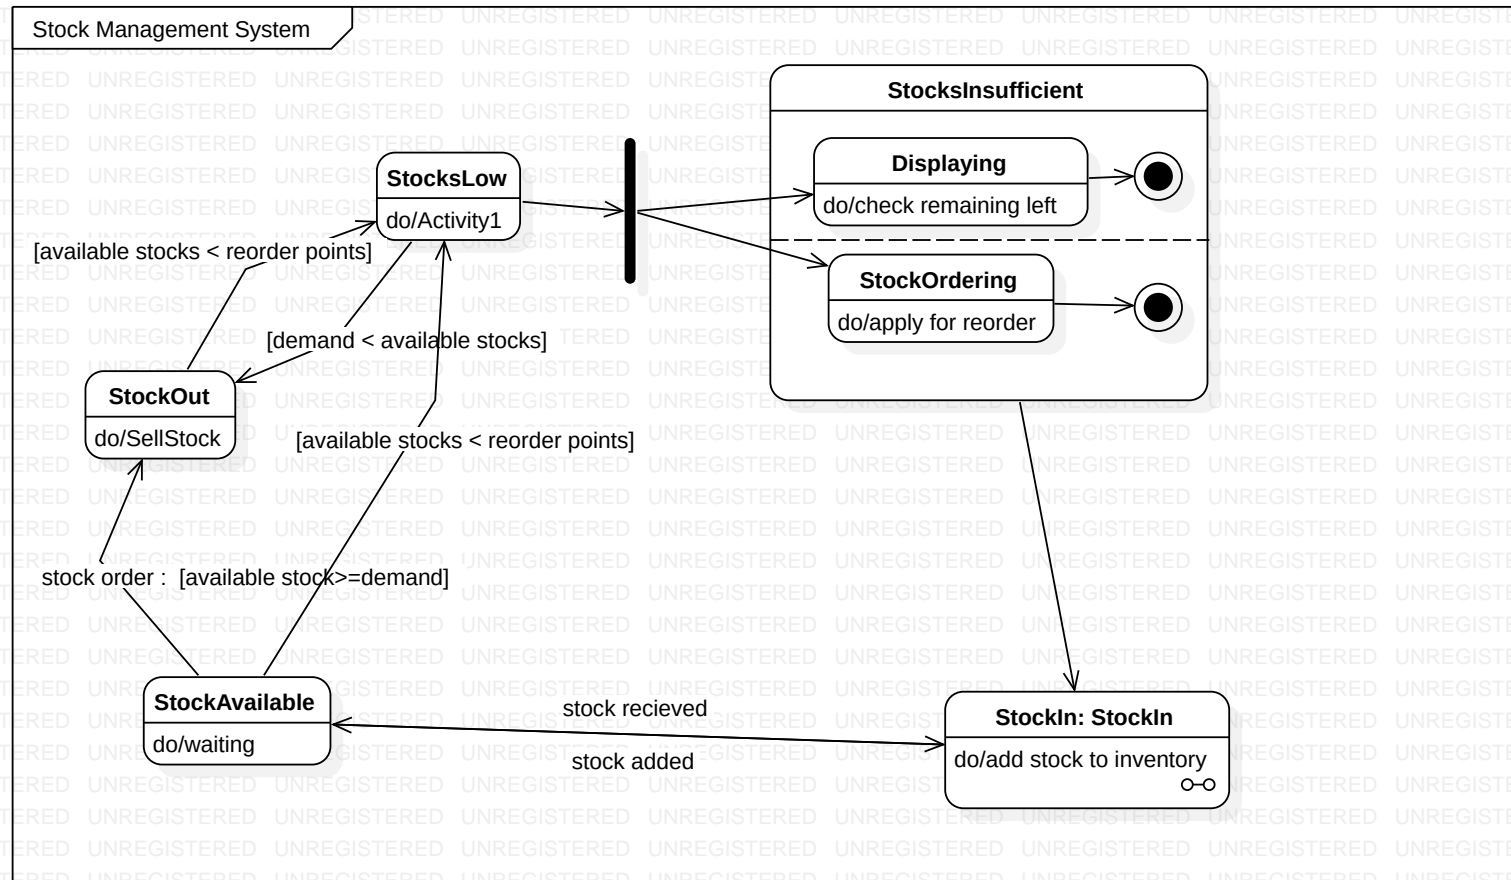 Stock Management System
StocksInsufficient
Displaying
do/check remaining left
StocksLow
do/Activity1
[available stocks < reorder points]
StockOrdering
do/apply for reorder
[demand < available stocks]
StockOut
do/SellStock
[available stocks < reorder points]
stock order :  [available stock>=demand]
StockAvailable
do/waiting
stock recieved
stock added
StockIn: StockIn
do/add stock to inventory
UNREGISTERED